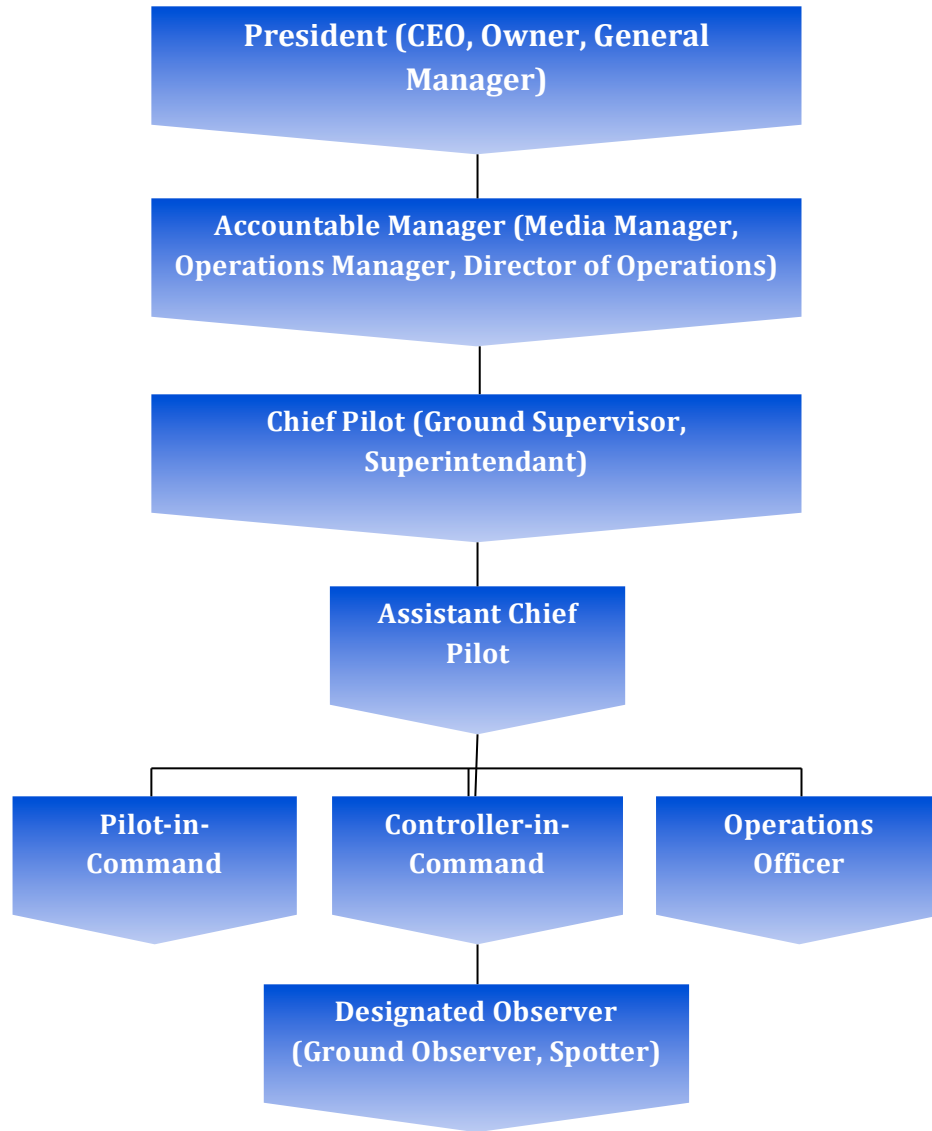 President (CEO, Owner, General
Manager)
Accountable Manager (Media Manager,
Operations Manager, Director of Operations)
Chief Pilot (Ground Supervisor,
Superintendant)
Assistant Chief
Pilot
Pilot-in-
Command
Controller-in-
Command
Operations
Officer
Designated Observer
(Ground Observer, Spotter)